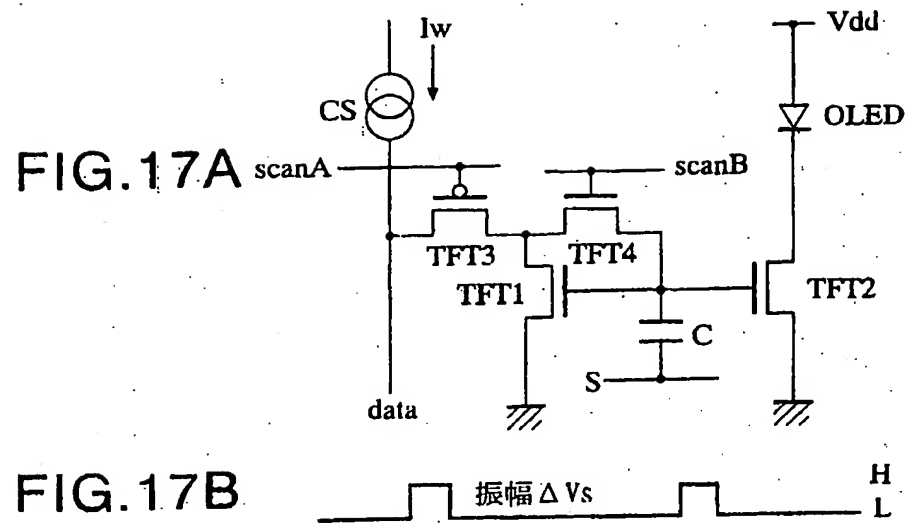 Iw
Vdd
CS
OLED
FIG.17A
scanA
scanB
TFT3
TFT4
TFT1
TFT2
C
S
data
FIG.17B
振幅ΔVs
H
L